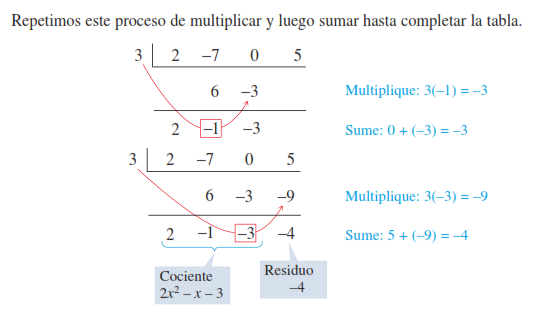 Repetimos este proceso de multiplicar y luego sumar hasta completar la tabla.
3 2 −7 0 5
6 −3 Multiplique: 3(−1) = −3
2 −1 −3 Sume: 0 + (−3) = −3
3 2 −7 0 5
6 −3 −9 Multiplique: 3(−3) = −9
2 −1 −3 −4 Sume: 5 + (−9) = −4
Cociente Residuo
2x² − x − 3 −4